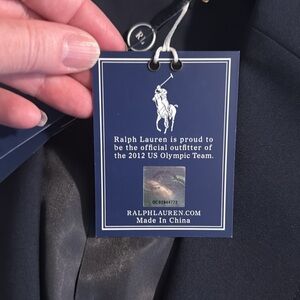 Ralph Lauren is proud to
be the official outfitter of
the 2012 US Olympic Team.
RALPHLAUREN.COM
Made In China